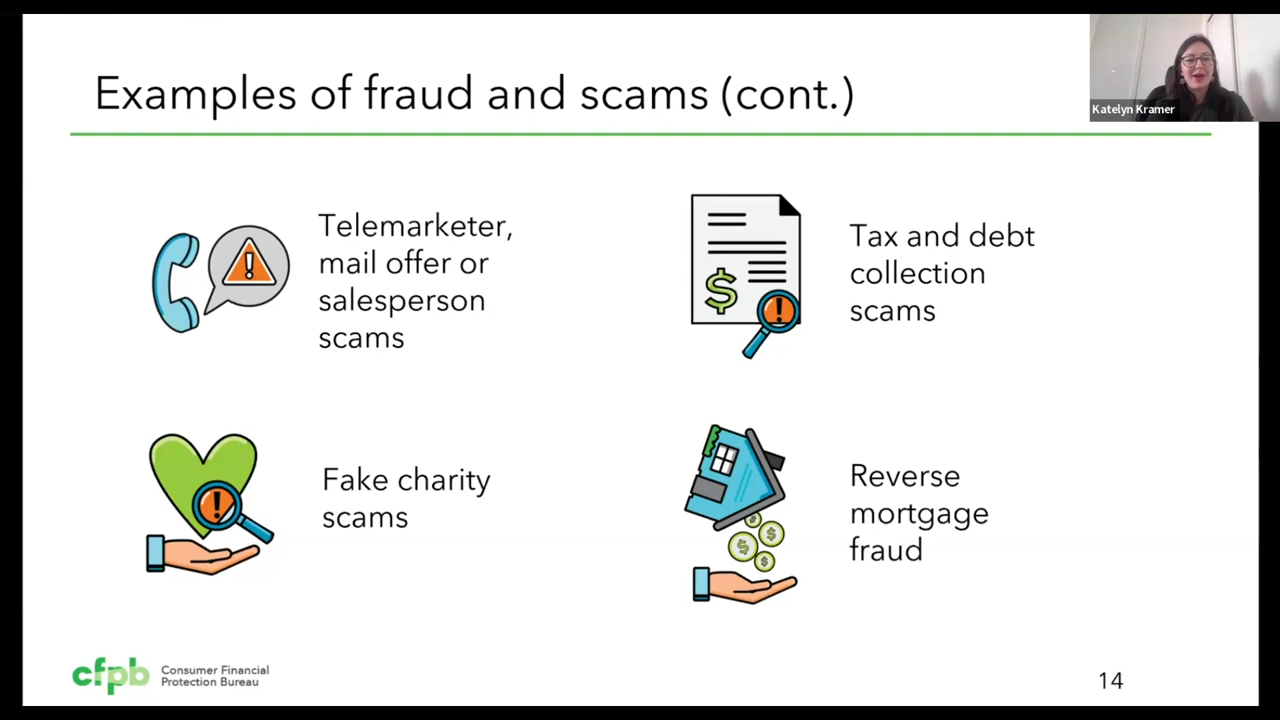 Examples of fraud and scams (cont.)
Katelyn Kramer
Telemarketer,
mail offer or
salesperson
scams
Tax and debt
collection
scams
Fake charity
scams
Reverse
mortgage
fraud
cfpb
Consumer Financial
Protection Bureau
14